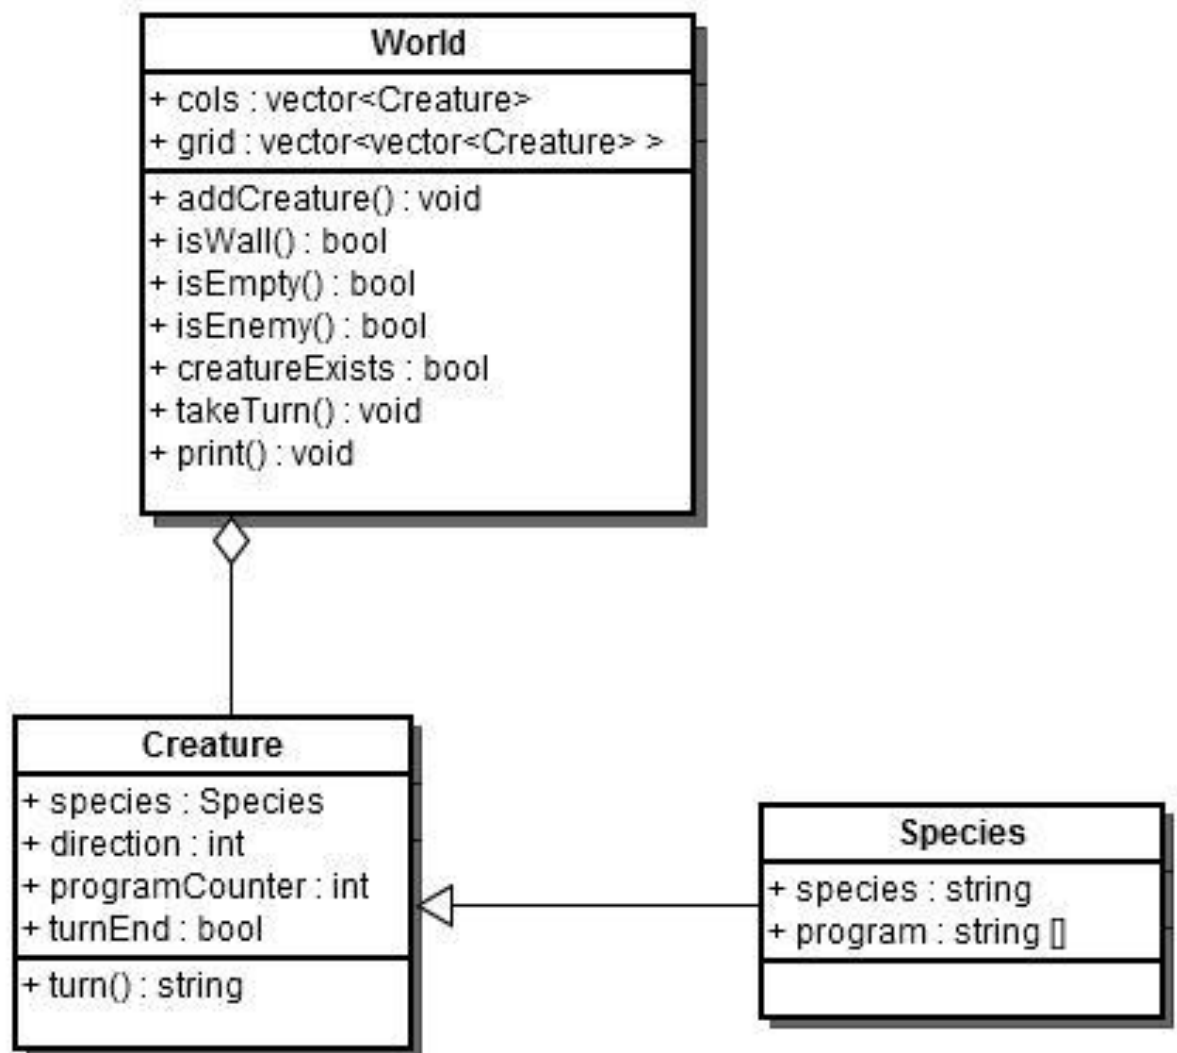 World
+ cols : vector<Creature>
+ grid : vector<vector<Creature> >
+ addCreature() : void
+ isWall() : bool
+ isEmpty() : bool
+ isEnemy() : bool
+ creatureExists : bool
+ takeTurn() : void
+ print() : void
Creature
+ species : Species
+ direction : int
+ programCounter : int
+ turnEnd : bool
+ turn() : string
Species
+ species : string
+ program : string []